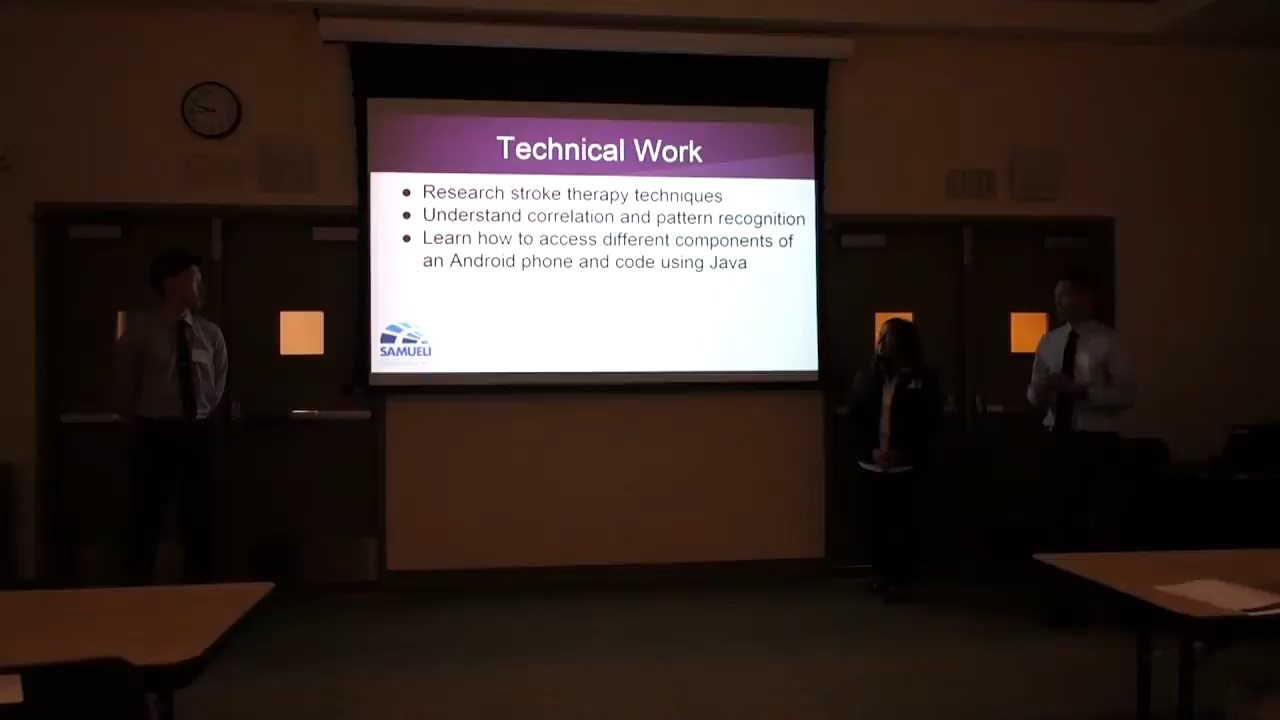 Technical Work
● Research stroke therapy techniques
● Understand correlation and pattern recognition
● Learn how to access different components of
an Android phone and code using Java
SAMUELI